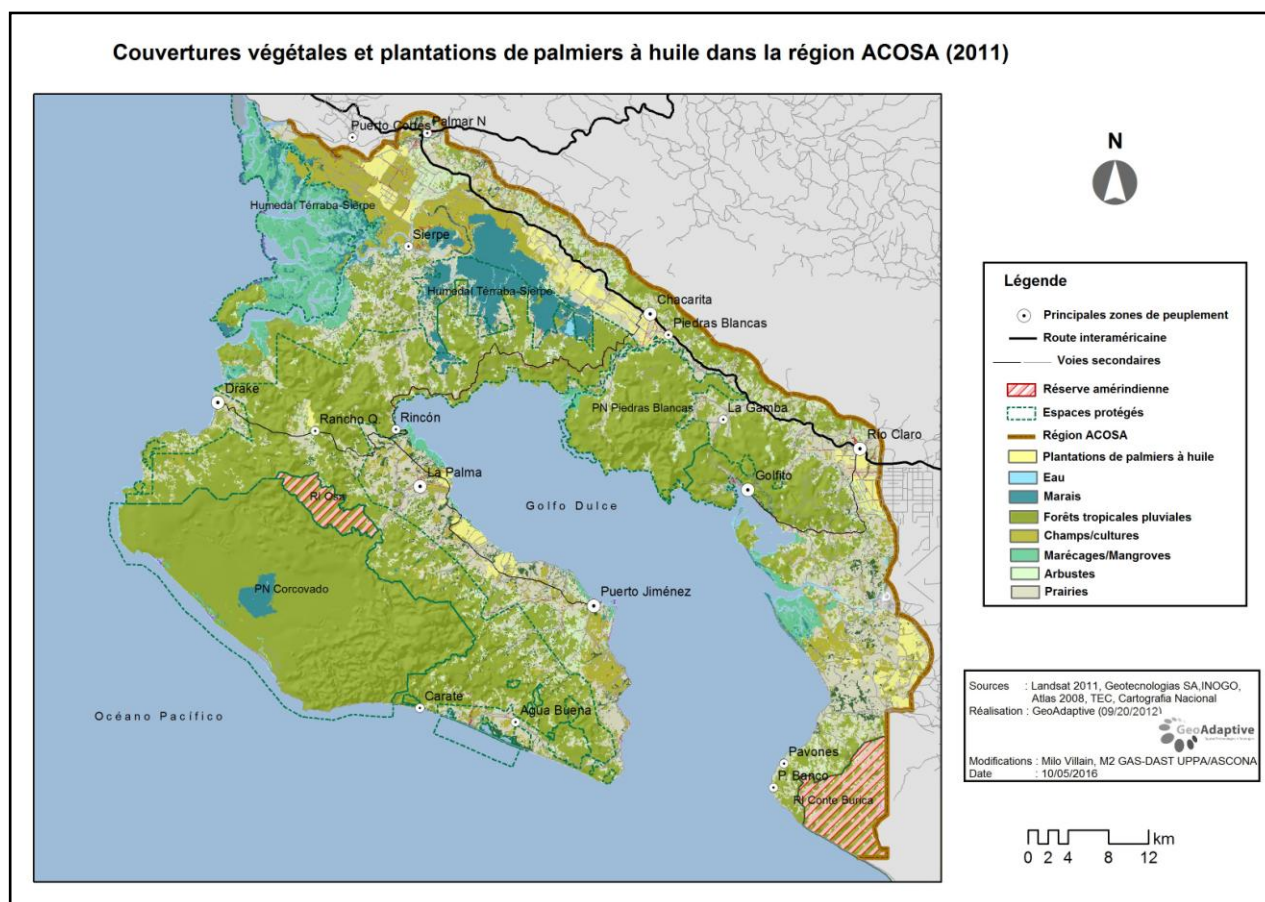 Couvertures végétales et plantations de palmiers à huile dans la région ACOSA (2011)
Puerto Cortés
Palmar N
Humedal Térraba-Sierpe
Sierpe
Humedal Térraba-Sierpe
Chacarita
Piedras Blancas
Drake
Rancho Q.
Rincón
PN Piedras Blancas
La Gamba
Río Claro
La Palma
Golfito
RI Osa
Golfo Dulce
PN Corcovado
Puerto Jiménez
Carate
Agua Buena
Océano Pacífico
Pavones
P. Banco
RI Conte Burica
N
Légende
Principales zones de peuplement
Route interaméricaine
Voies secondaires
Réserve amérindienne
Espaces protégés
Région ACOSA
Plantations de palmiers à huile
Eau
Marais
Forêts tropicales pluviales
Champs/cultures
Marécages/Mangroves
Arbustes
Prairies
Sources : Landsat 2011, Geotecnologias SA,INOGO,
Atlas 2008, TEC, Cartografia Nacional
Réalisation : GeoAdaptive (09/20/2012)
GeoAdaptive
Modifications : Milo Villain, M2 GAS-DAST UPPA/ASCONA
Date : 10/05/2016
km
0 2 4 8 12